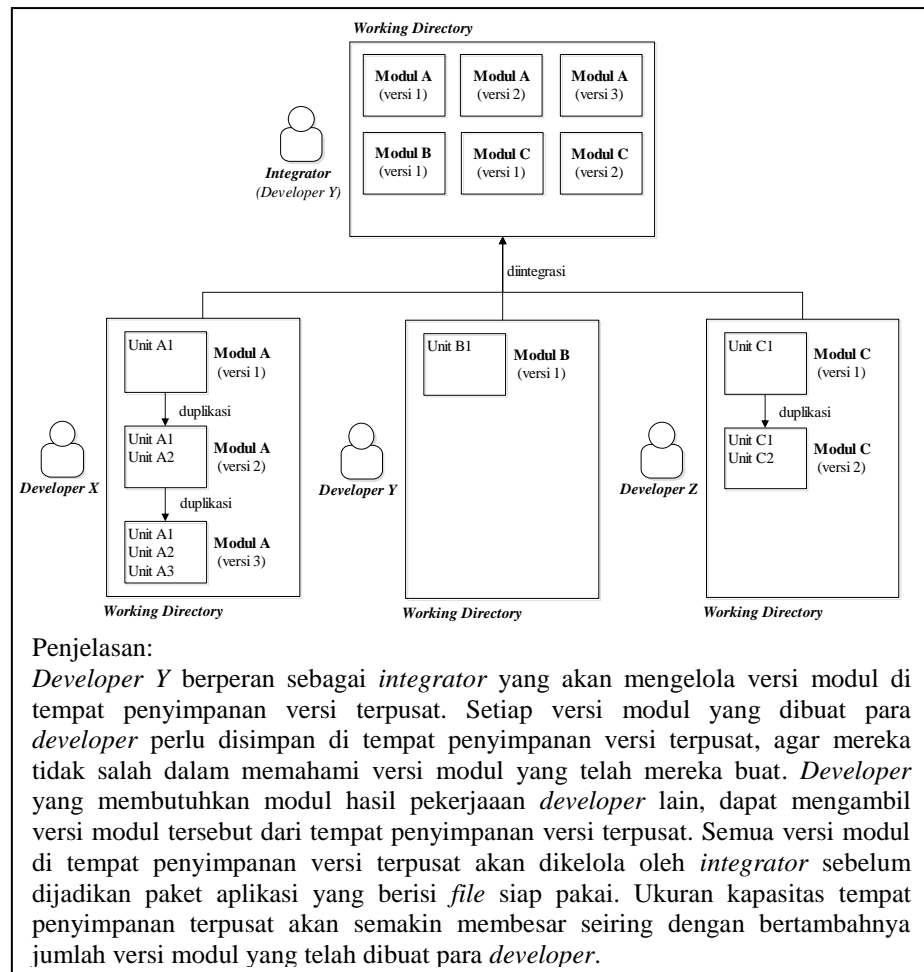 Working Directory
Modul A
(versi 1)
Modul A
(versi 2)
Modul A
(versi 3)
Modul B
(versi 1)
Modul C
(versi 1)
Modul C
(versi 2)
Integrator
(Developer Y)
diintegrasi
Unit A1
Modul A
(versi 1)
duplikasi
Unit A1
Unit A2
Modul A
(versi 2)
duplikasi
Unit A1
Unit A2
Unit A3
Modul A
(versi 3)
Developer X
Working Directory
Unit B1
Modul B
(versi 1)
Developer Y
Working Directory
Unit C1
Modul C
(versi 1)
duplikasi
Unit C1
Unit C2
Modul C
(versi 2)
Developer Z
Working Directory
Penjelasan:
Developer Y berperan sebagai integrator yang akan mengelola versi modul di
tempat penyimpanan versi terpusat. Setiap versi modul yang dibuat para
developer perlu disimpan di tempat penyimpanan versi terpusat, agar mereka
tidak salah dalam memahami versi modul yang telah mereka buat. Developer
yang membutuhkan modul hasil pekerjaaan developer lain, dapat mengambil
versi modul tersebut dari tempat penyimpanan versi terpusat. Semua versi modul
di tempat penyimpanan versi terpusat akan dikelola oleh integrator sebelum
dijadikan paket aplikasi yang berisi file siap pakai. Ukuran kapasitas tempat
penyimpanan terpusat akan semakin membesar seiring dengan bertambahnya
jumlah versi modul yang telah dibuat para developer.